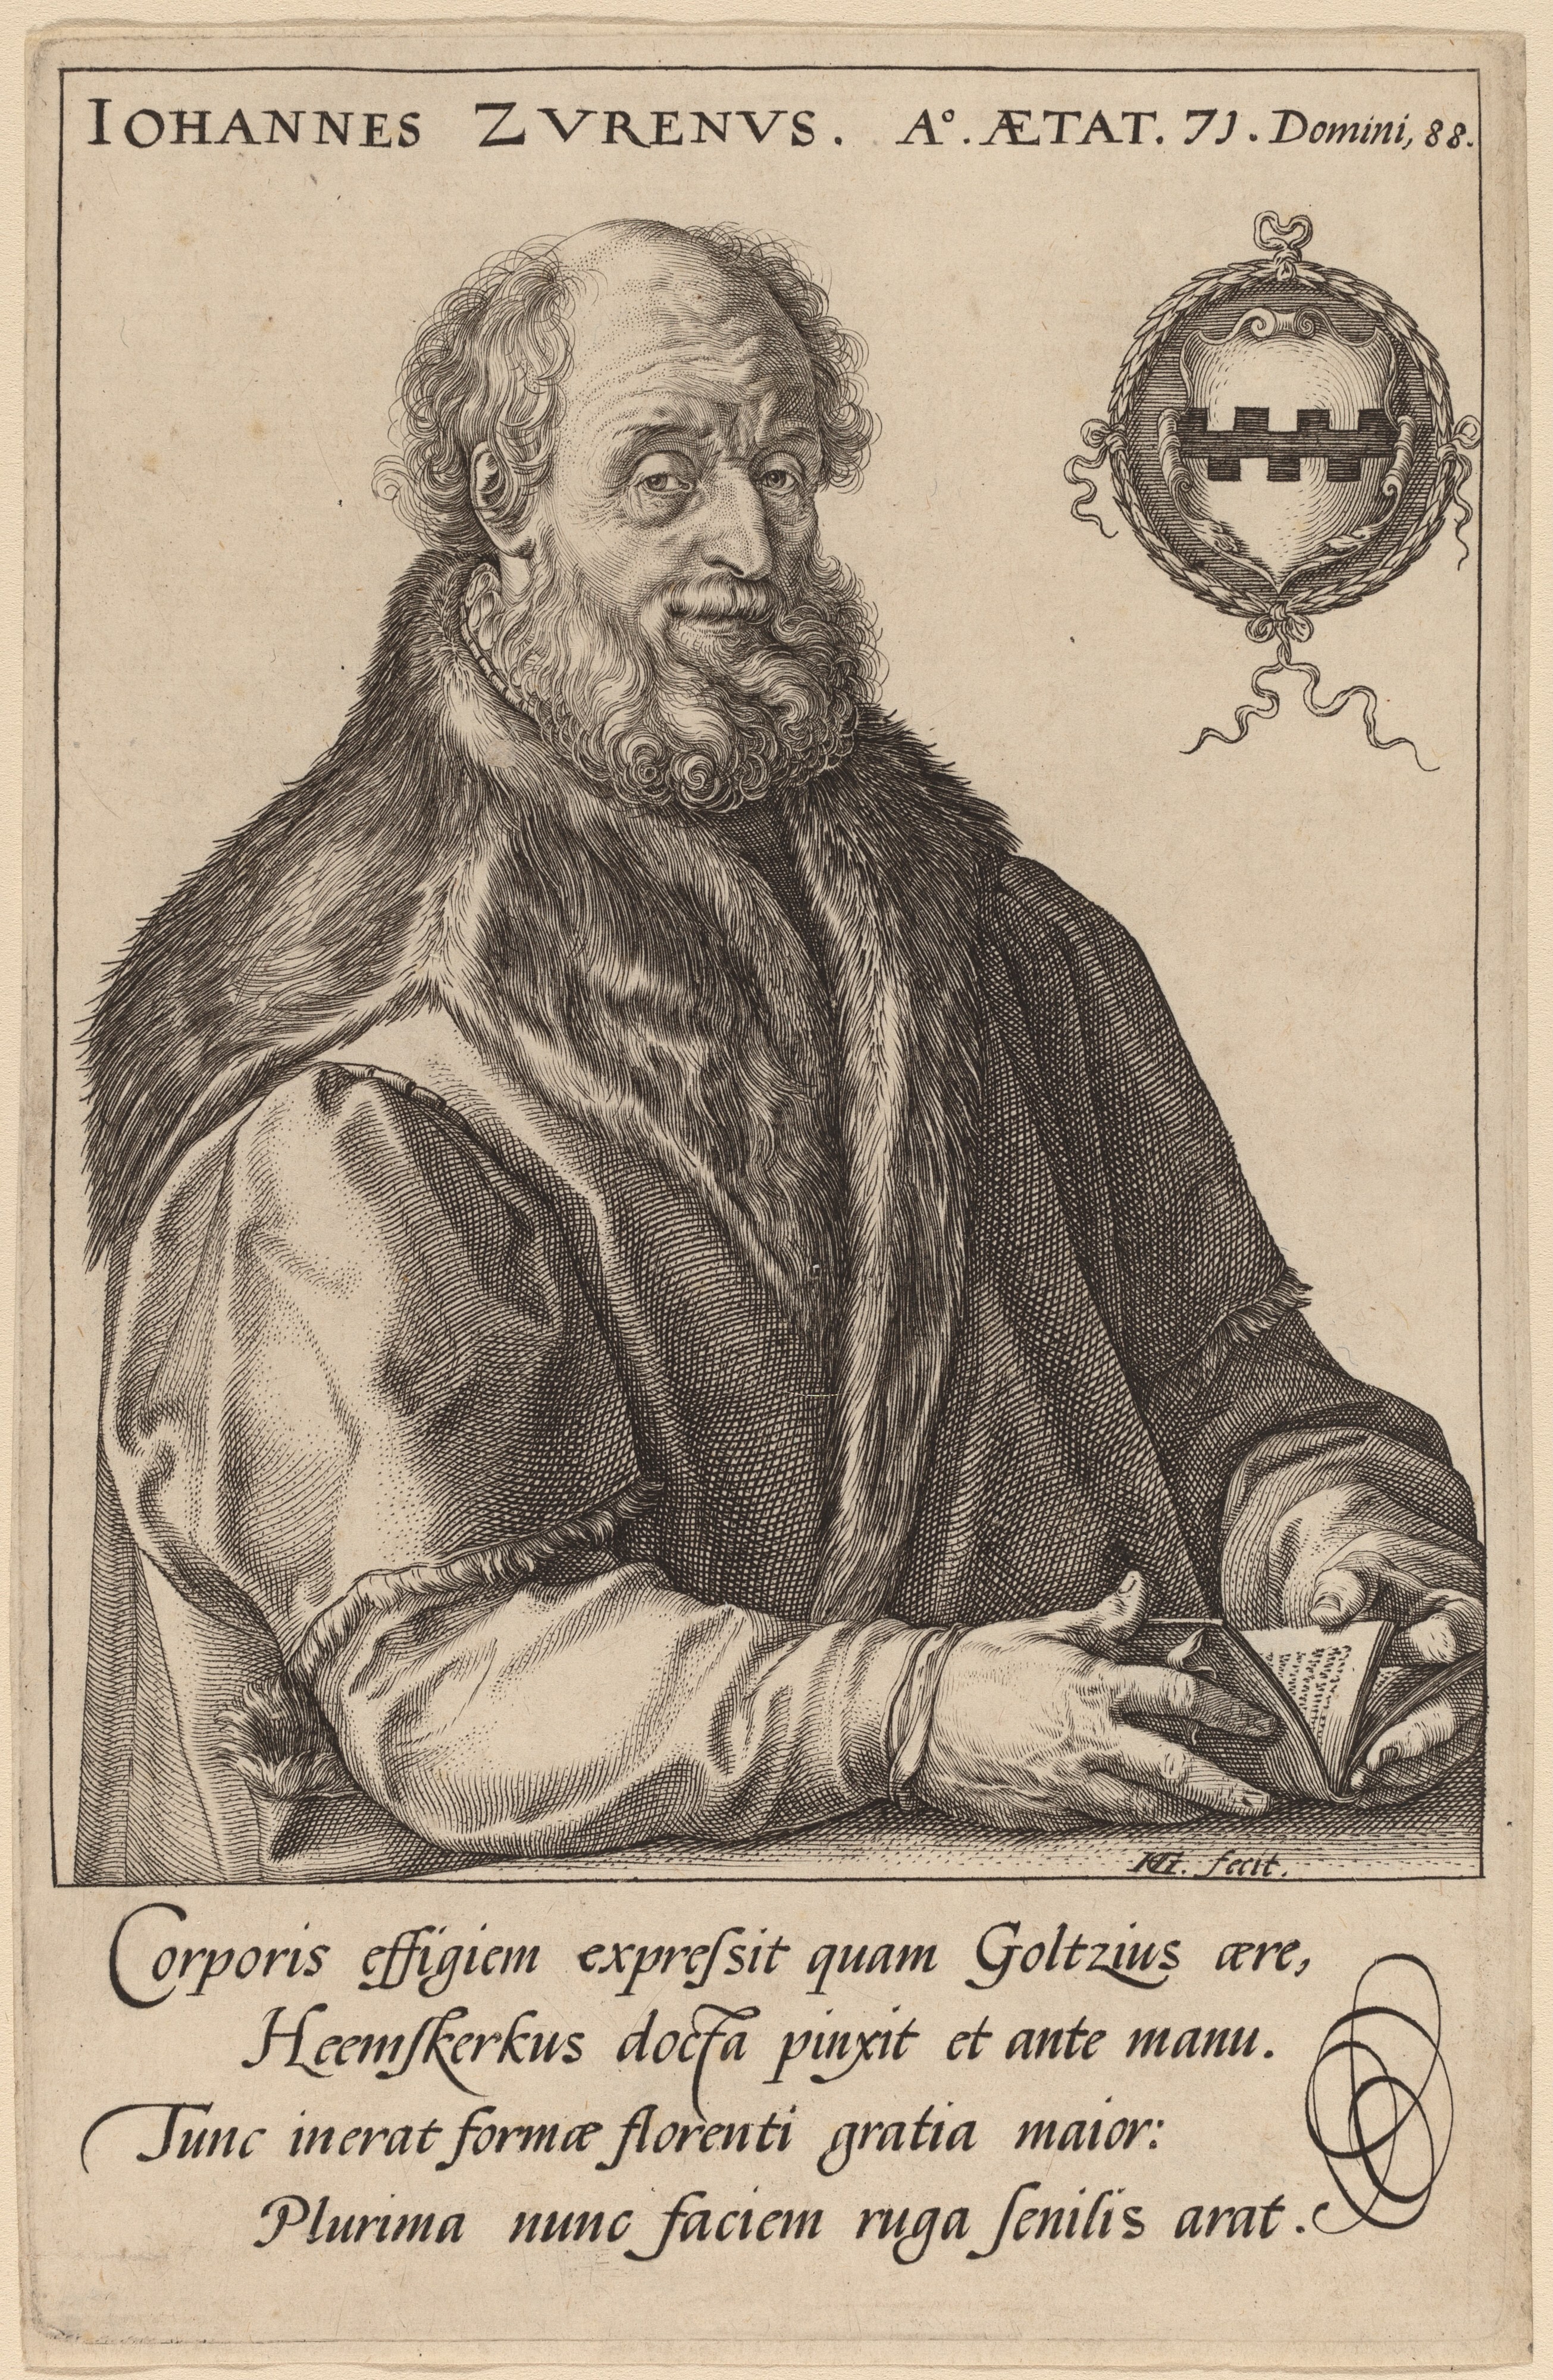 IOHANNES ZVRENVS. Aº. ÆTAT. 71. Domini, 88.
HG. fecit.
Corporis effigiem expreſsit quam Goltzius ære,
Heemſkerkus docta pinxit et ante manu.
Tunc inerat formæ florenti gratia maior:
Plurima nunc faciem ruga ſenilis arat.